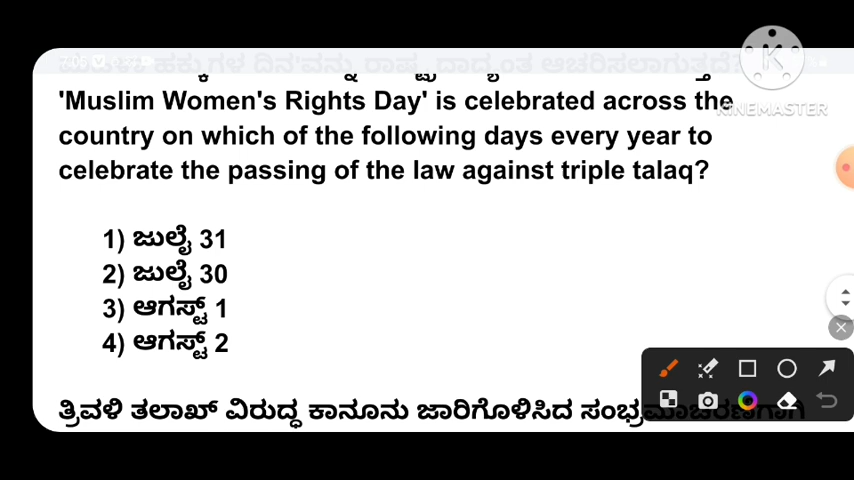 'Muslim Women's Rights Day' is celebrated across the
country on which of the following days every year to
celebrate the passing of the law against triple talaq?
1) ಜುಲೈ 31
2) ಜುಲೈ 30
3) ಆಗಸ್ಟ್ 1
4) ಆಗಸ್ಟ್ 2
ತ್ರಿವಳಿ ತಲಾಖ್ ವಿರುದ್ಧ ಕಾನೂನು ಜಾರಿಗೊಳಿಸಿದ ಸಂಭ್ರಮಾಚರಣೆಗಾಗಿ
KINEMASTER